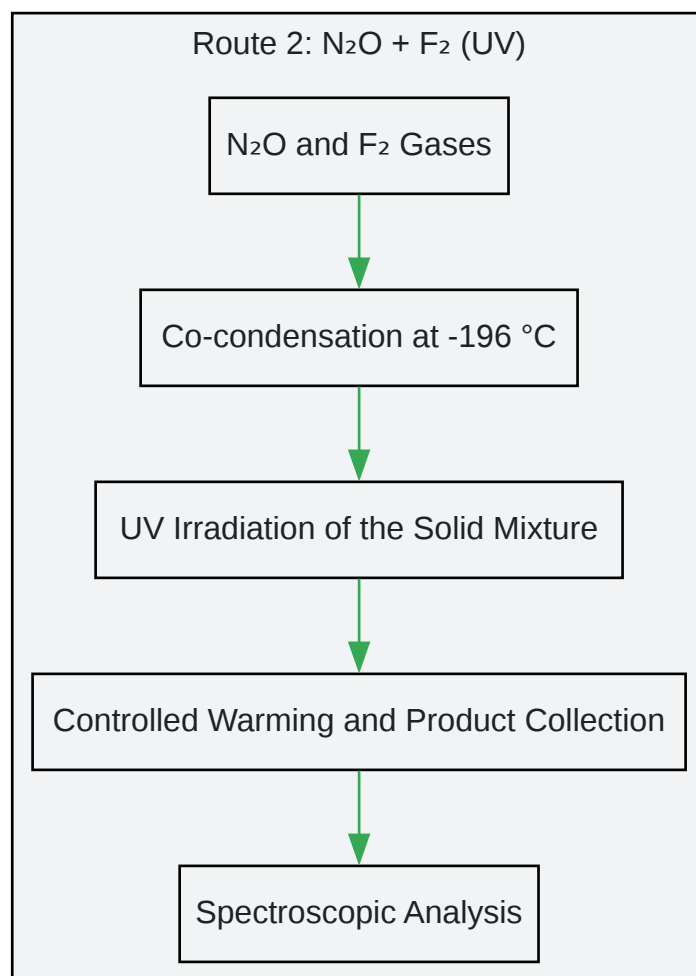 Route 2: N₂O + F₂ (UV)
N₂O and F₂ Gases
Co-condensation at -196 °C
UV Irradiation of the Solid Mixture
Controlled Warming and Product Collection
Spectroscopic Analysis